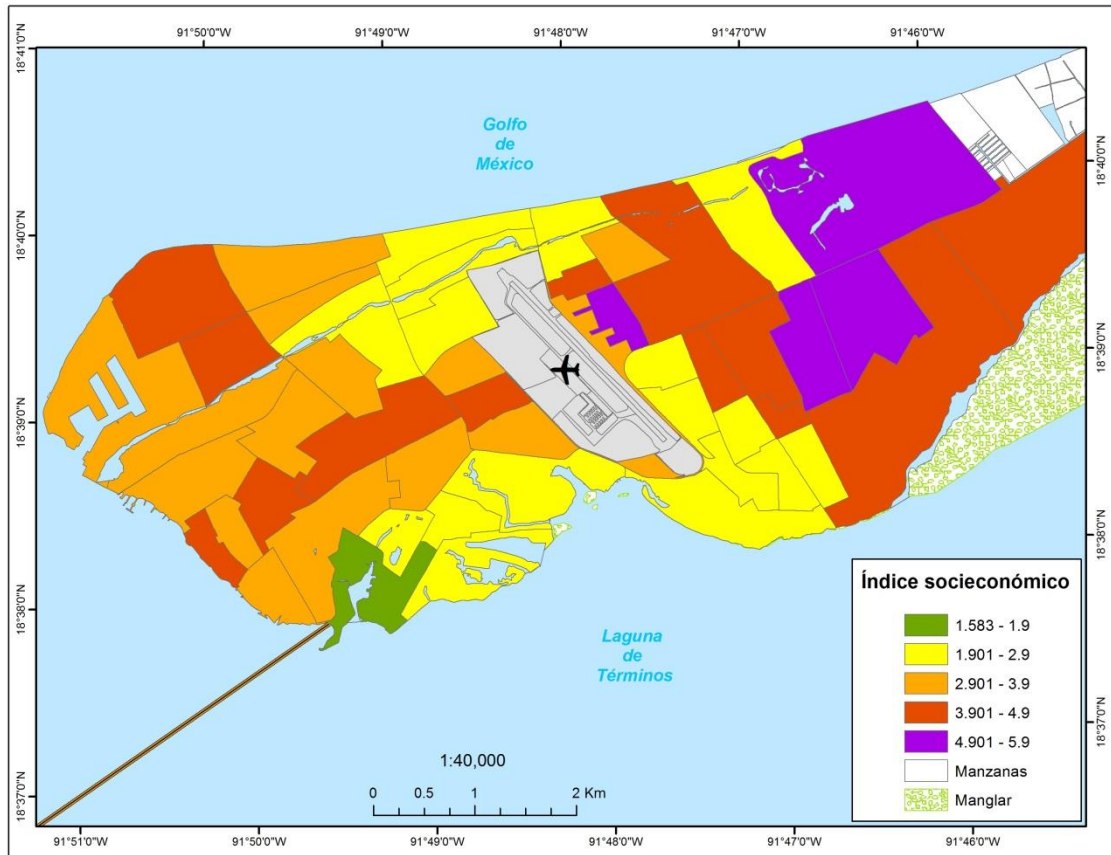 91°50'0"W
91°49'0"W
91°48'0"W
91°47'0"W
91°46'0"W
18°41'0"N
18°40'0"N
18°39'0"N
18°38'0"N
18°37'0"N
18°40'0"N
18°39'0"N
18°38'0"N
18°37'0"N
Golfo
de
México
Laguna
de
Términos
1:40,000
0 0.5 1 2 Km
Índice socieconómico
1.583 - 1.9
1.901 - 2.9
2.901 - 3.9
3.901 - 4.9
4.901 - 5.9
Manzanas
Manglar
91°51'0"W
91°50'0"W
91°49'0"W
91°48'0"W
91°47'0"W
91°46'0"W